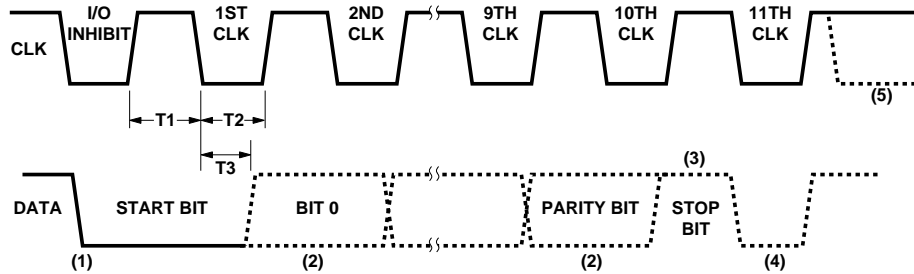 I/O 1ST 2ND 9TH 10TH 11TH
CLK INHIBIT CLK CLK CLK CLK CLK
(5)
T1 T2
T3
(3)
DATA START BIT BIT 0 PARITY BIT STOP
BIT
(1) (2) (2) (4)